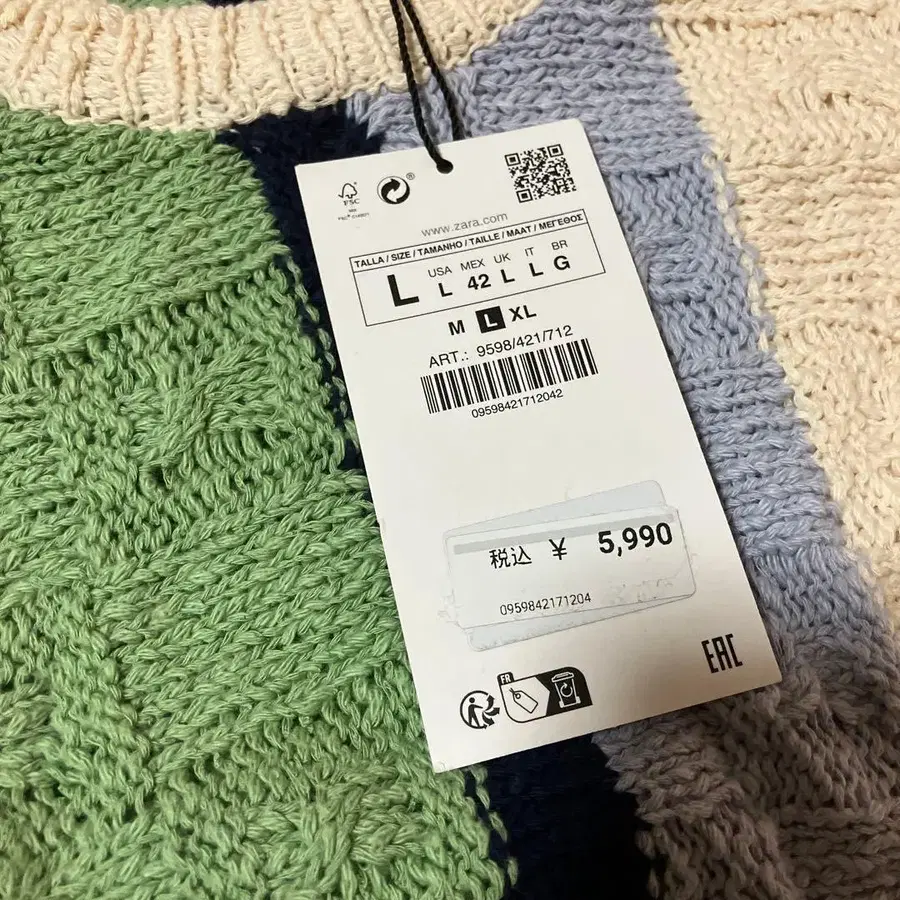 FSC
®
www.zara.com
TALLA / SIZE / TAMANHO / TAILLE / MAAT / ΜΕΓΕΘΟΣ
USA MEX UK IT BR
L L 42 L L G
M L XL
ART.: 9598/421/712
09598421712042
税込 ¥ 5,990
0959842171204
FR
EAC